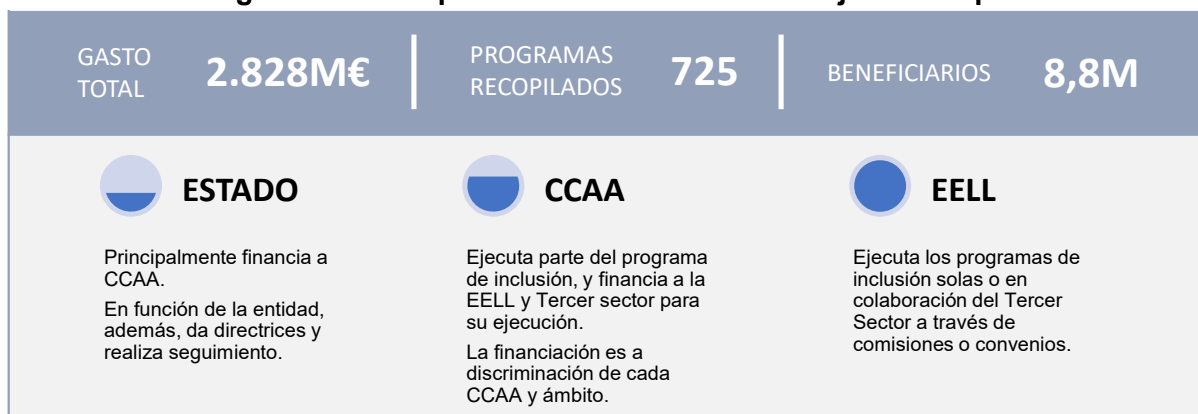 GASTO
TOTAL
2.828M€
PROGRAMAS
RECOPILADOS
725
BENEFICIARIOS
8,8M
ESTADO
Principalmente financia a
CCAA.
En función de la entidad,
además, da directrices y
realiza seguimiento.
CCAA
Ejecuta parte del programa
de inclusión, y financia a la
EELL y Tercer sector para
su ejecución.
La financiación es a
discriminación de cada
CCAA y ámbito.
EELL
Ejecuta los programas de
inclusión solas o en
colaboración del Tercer
Sector a través de
comisiones o convenios.